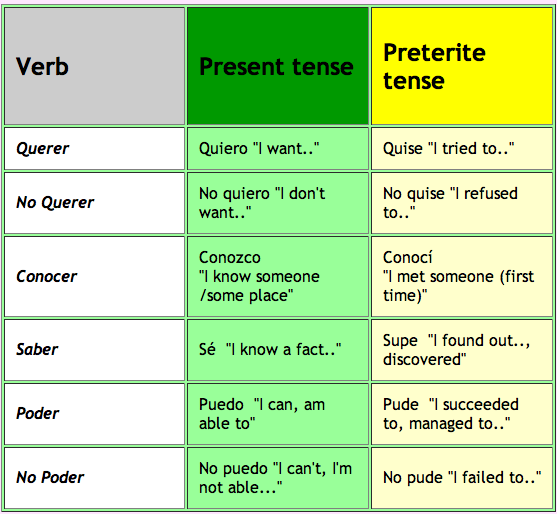 Verb
Present tense
Preterite
tense
Querer
Quiero "I want.."
Quise "I tried to.."
No Querer
No quiero "I don't
want.."
No quise "I refused
to.."
Conocer
Conozco
"I know someone
/some place"
Conocí
"I met someone (first
time)"
Saber
Sé "I know a fact.."
Supe "I found out..,
discovered"
Poder
Puedo "I can, am
able to"
Pude "I succeeded
to, managed to.."
No Poder
No puedo "I can't, I'm
not able..."
No pude "I failed to.."